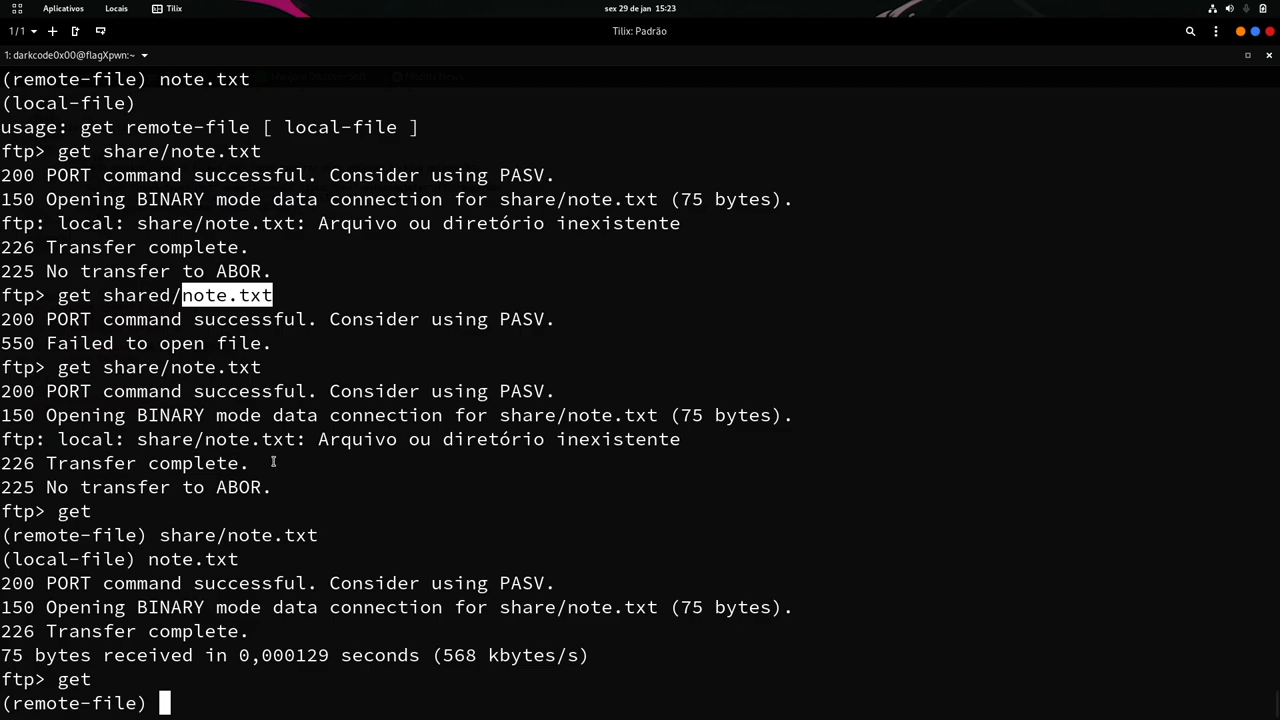 Aplicativos Locais Tilix sex 29 de jan 15:23
1/1 Tilix: Padrão
1: darkcode0x00@flagXpwn:~
(remote-file) note.txt
(local-file)
usage: get remote-file [ local-file ]
ftp> get share/note.txt
200 PORT command successful. Consider using PASV.
150 Opening BINARY mode data connection for share/note.txt (75 bytes).
ftp: local: share/note.txt: Arquivo ou diretório inexistente
226 Transfer complete.
225 No transfer to ABOR.
ftp> get shared/note.txt
200 PORT command successful. Consider using PASV.
550 Failed to open file.
ftp> get share/note.txt
200 PORT command successful. Consider using PASV.
150 Opening BINARY mode data connection for share/note.txt (75 bytes).
ftp: local: share/note.txt: Arquivo ou diretório inexistente
226 Transfer complete.
225 No transfer to ABOR.
ftp> get
(remote-file) share/note.txt
(local-file) note.txt
200 PORT command successful. Consider using PASV.
150 Opening BINARY mode data connection for share/note.txt (75 bytes).
226 Transfer complete.
75 bytes received in 0,000129 seconds (568 kbytes/s)
ftp> get
(remote-file)